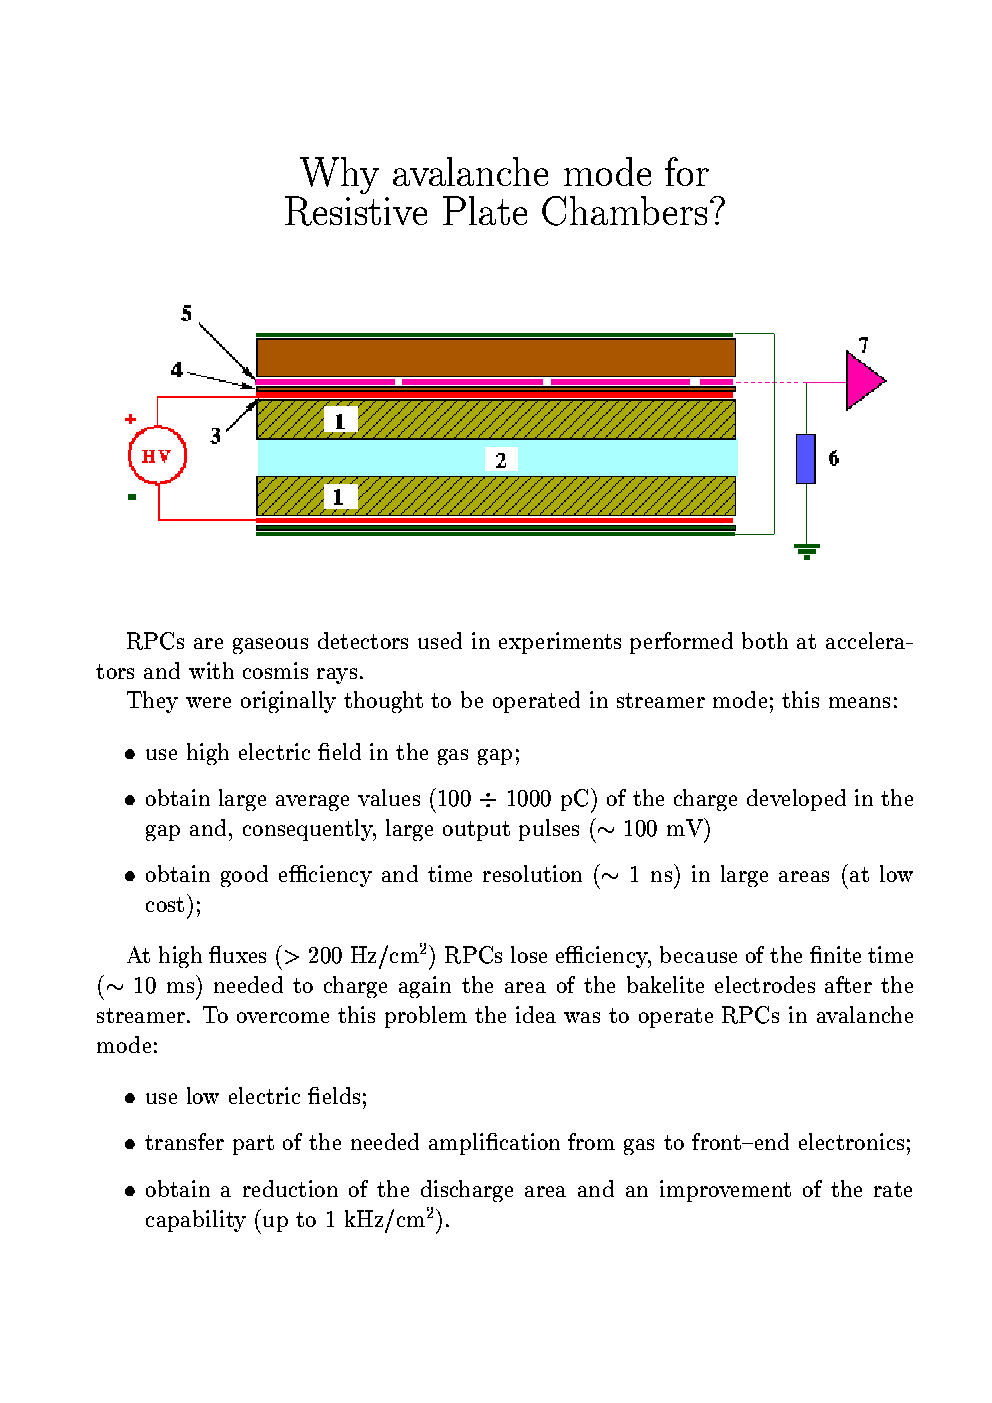 Why avalanche mode for
Resistive Plate Chambers?
5
7
4
+
1
3
HV
2
6
-
1
RPCs are gaseous detectors used in experiments performed both at accelera-
tors and with cosmis rays.
They were originally thought to be operated in streamer mode; this means:
• use high electric field in the gas gap;
• obtain large average values (100 ÷ 1000 pC) of the charge developed in the
gap and, consequently, large output pulses (∼ 100 mV)
• obtain good efficiency and time resolution (∼ 1 ns) in large areas (at low
cost);
At high fluxes (> 200 Hz/cm²) RPCs lose efficiency, because of the finite time
(∼ 10 ms) needed to charge again the area of the bakelite electrodes after the
streamer. To overcome this problem the idea was to operate RPCs in avalanche
mode:
• use low electric fields;
• transfer part of the needed amplification from gas to front–end electronics;
• obtain a reduction of the discharge area and an improvement of the rate
capability (up to 1 kHz/cm²).